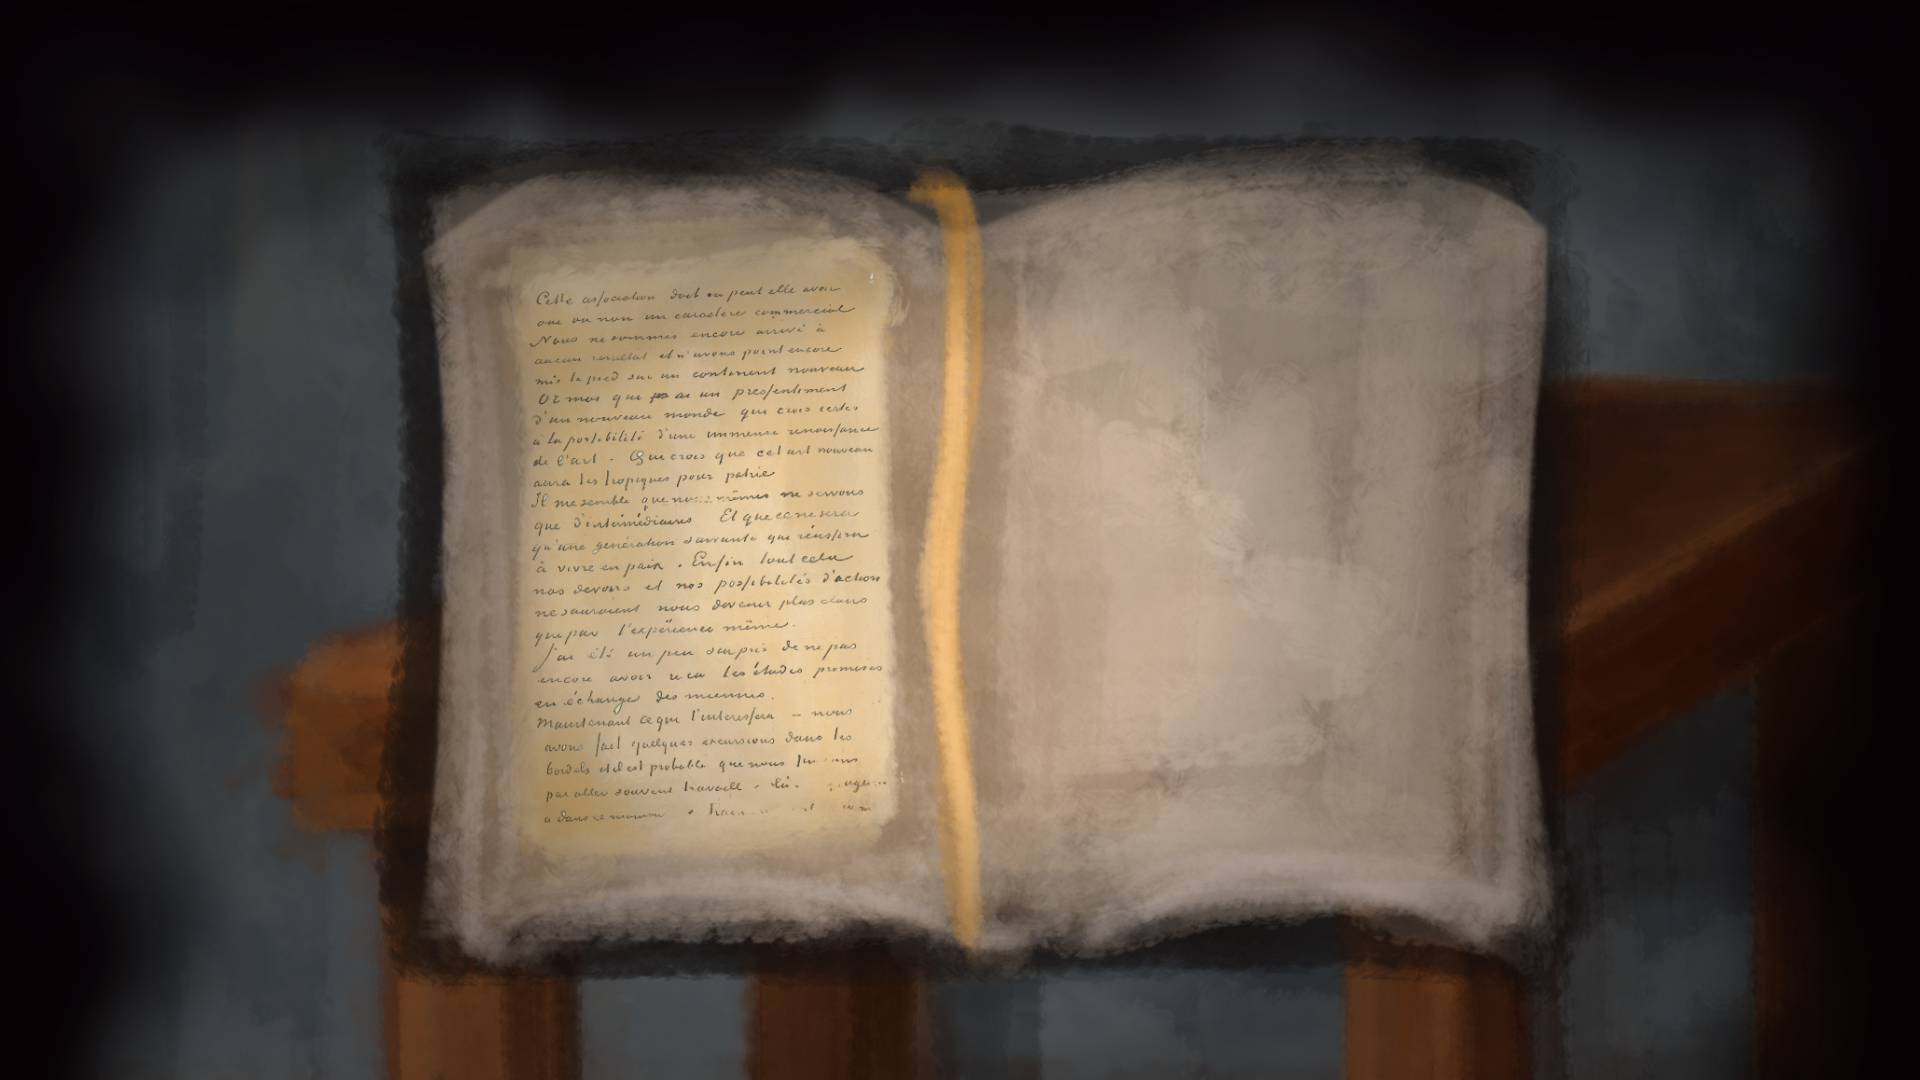 Cette association doit ou peut elle avoir
oui ou non un caractère commercial
Nous ne sommes encore arrivé à
aucun resultat et n'avons point encore
mis le pied sur un continent nouveau
Or moi qui ai un pressentiment
d'un nouveau monde qui crois certes
à la possibilité d'une immense renaissance
de l'art . Qui crois que cet art nouveau
aura les tropiques pour patrie
Il me semble que nous mêmes ne servons
que d'intermédiaires Et que ce ne sera
qu'une génération suivante qui réussira
à vivre en paix . Enfin tout cela
nos devoirs et nos possibilités d'action
ne sauraient nous devenir plus clairs
que par l'expérience même.
J'ai été un peu surpris de ne pas
encore avoir recu les études promises
en échange des miennes.
Maintenant ce qui t'interessera – nous
avons fait quelques excursions dans les
bordels et il est probable que nous
par aller souvent travailler là.
a dans ce moment